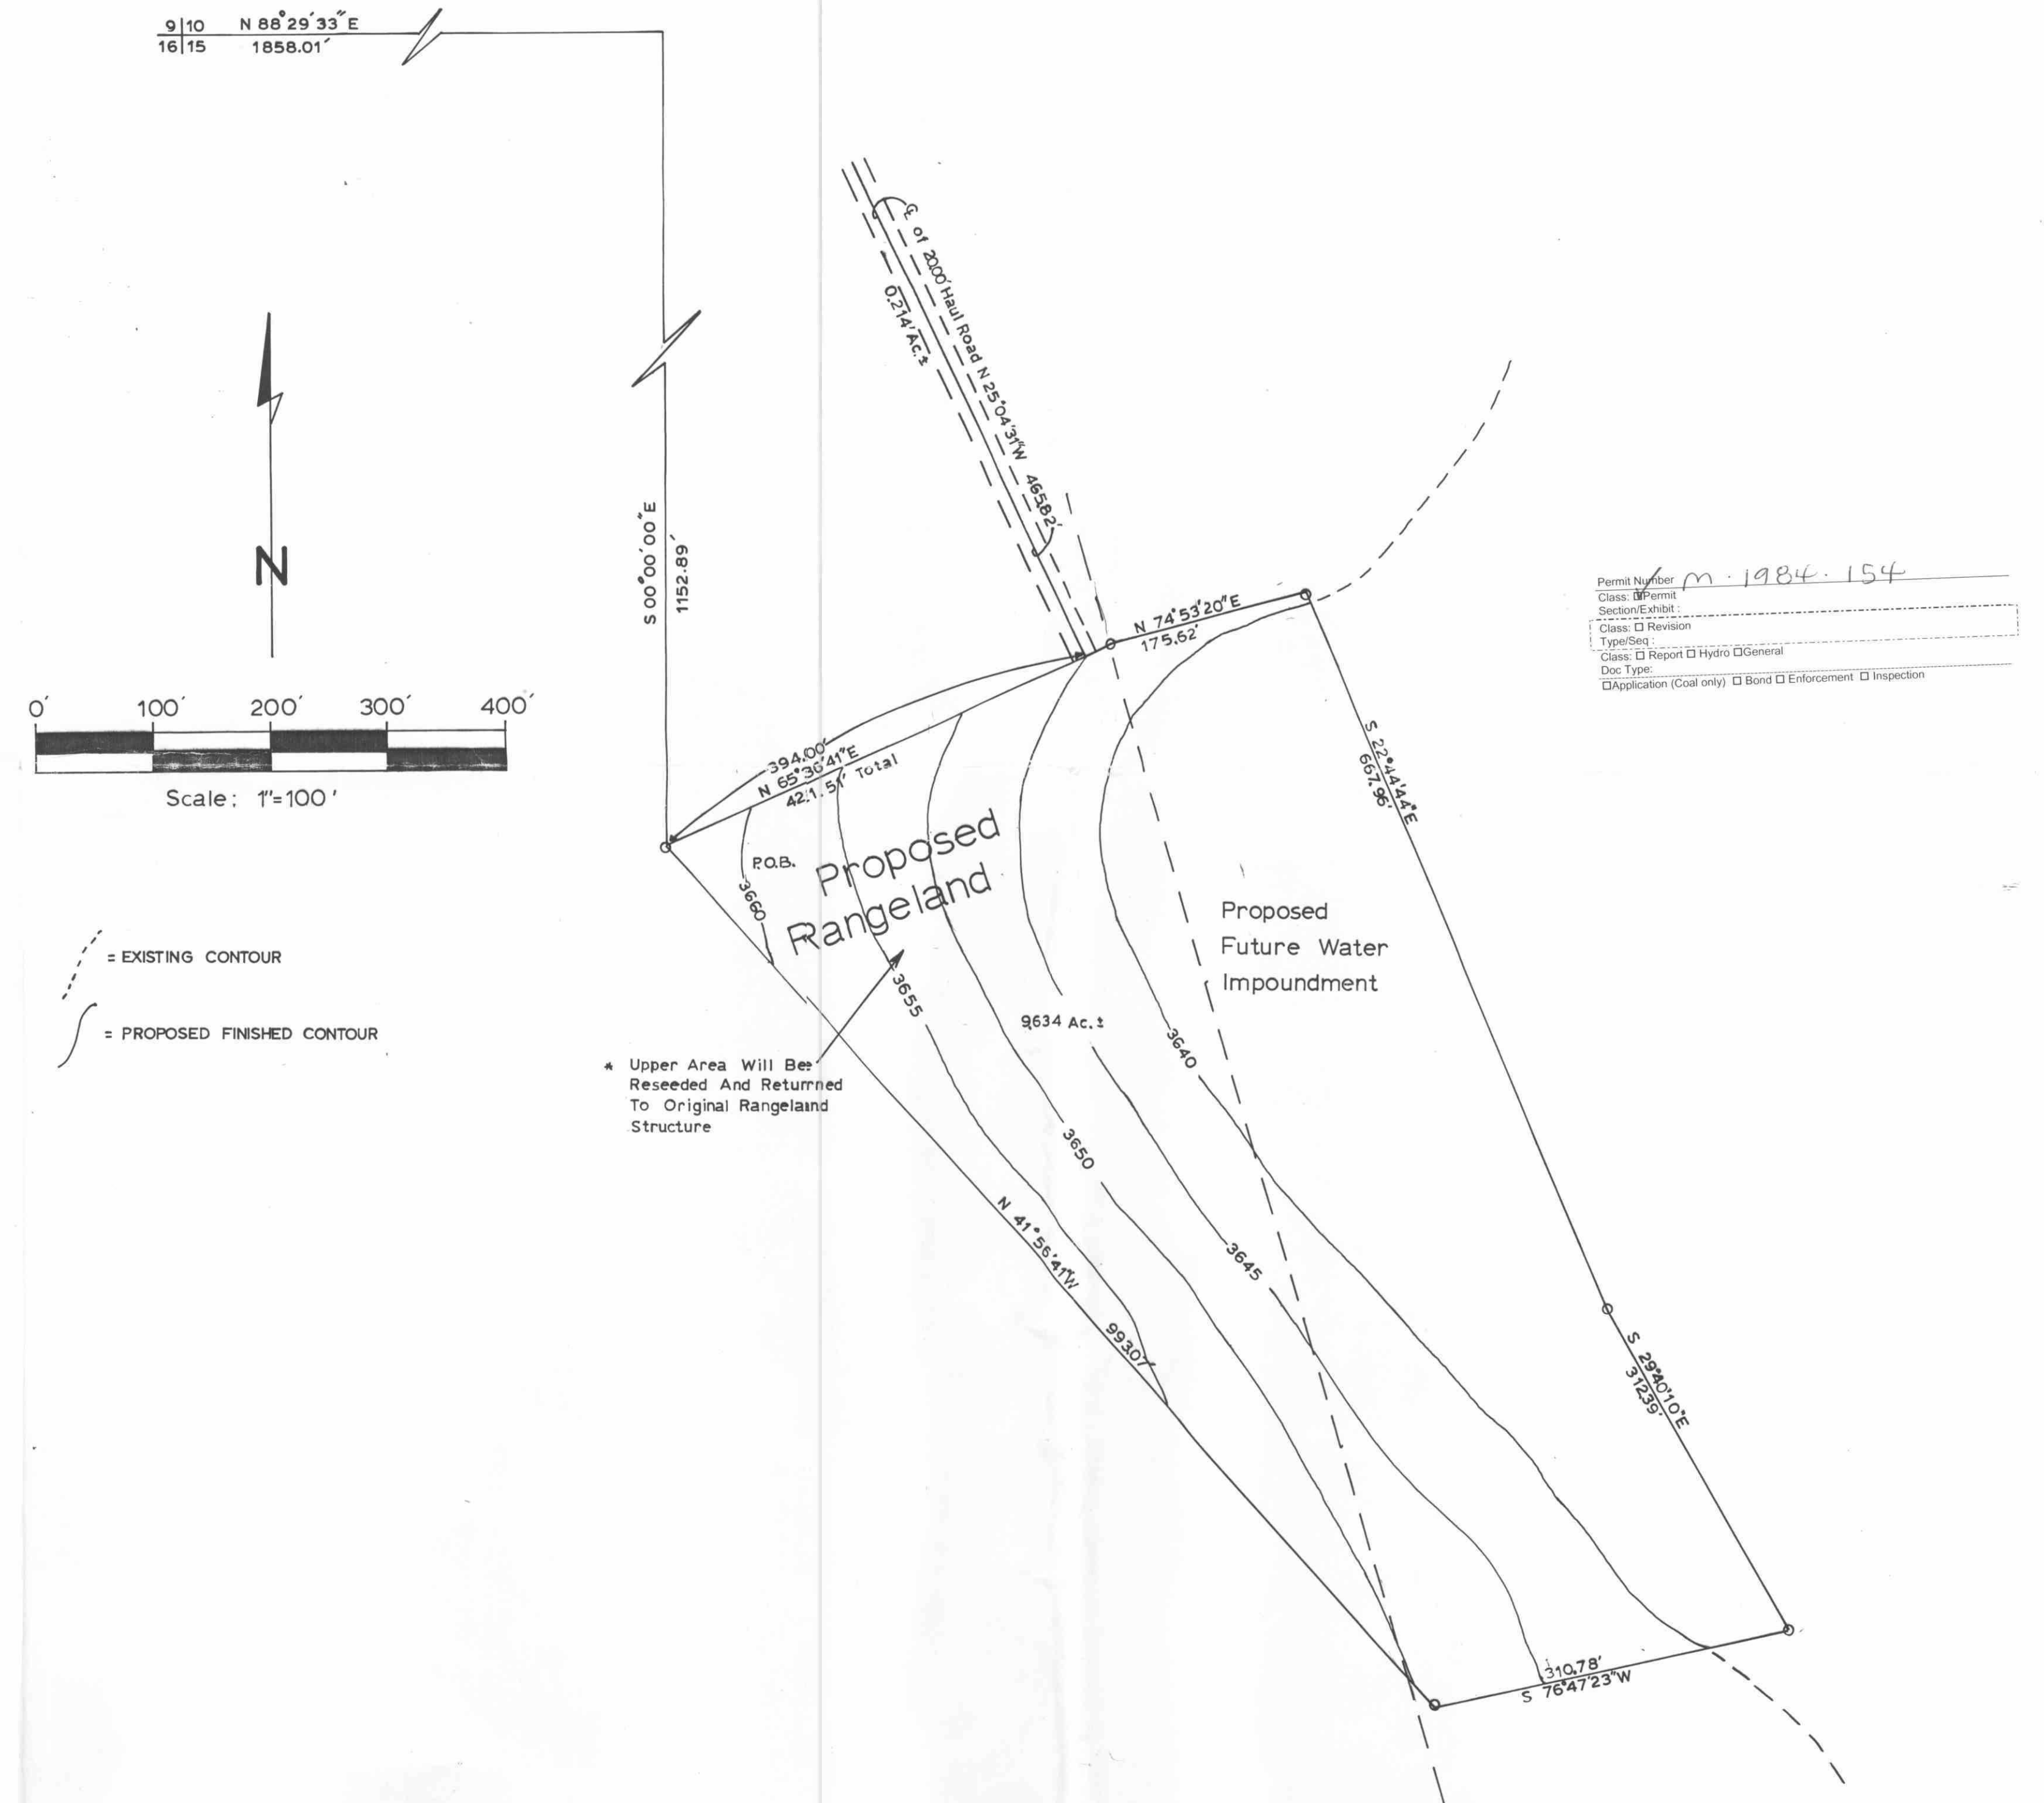 9|10 N 88°29'33"E
16|15 1858.01'
S 00°00'00"E
1152.89'
℄ of 20.00' Haul Road N 25°04'31"W 465.82'
0.214' Ac.±
N
0' 100' 200' 300' 400'
Scale: 1"=100'
= EXISTING CONTOUR
= PROPOSED FINISHED CONTOUR
394.00'
N 65°36'41"E
421.51' Total
N 74°53'20"E
175.62'
S 22°44'44"E
667.96'
P.O.B.
3660
Proposed
Rangeland
Proposed
Future Water
Impoundment
3655
9.634 Ac.±
3640
* Upper Area Will Be
Reseeded And Returned
To Original Rangeland
Structure
3650
3645
N 41°56'41"W
993.07'
S 29°40'10"E
312.39'
310.78'
S 76°47'23"W
Permit Number M.1984.154
Class: ☑ Permit
Section/Exhibit :
Class: ☐ Revision
Type/Seq :
Class: ☐ Report ☐ Hydro ☐General
Doc Type:
☐Application (Coal only) ☐ Bond ☐ Enforcement ☐ Inspection